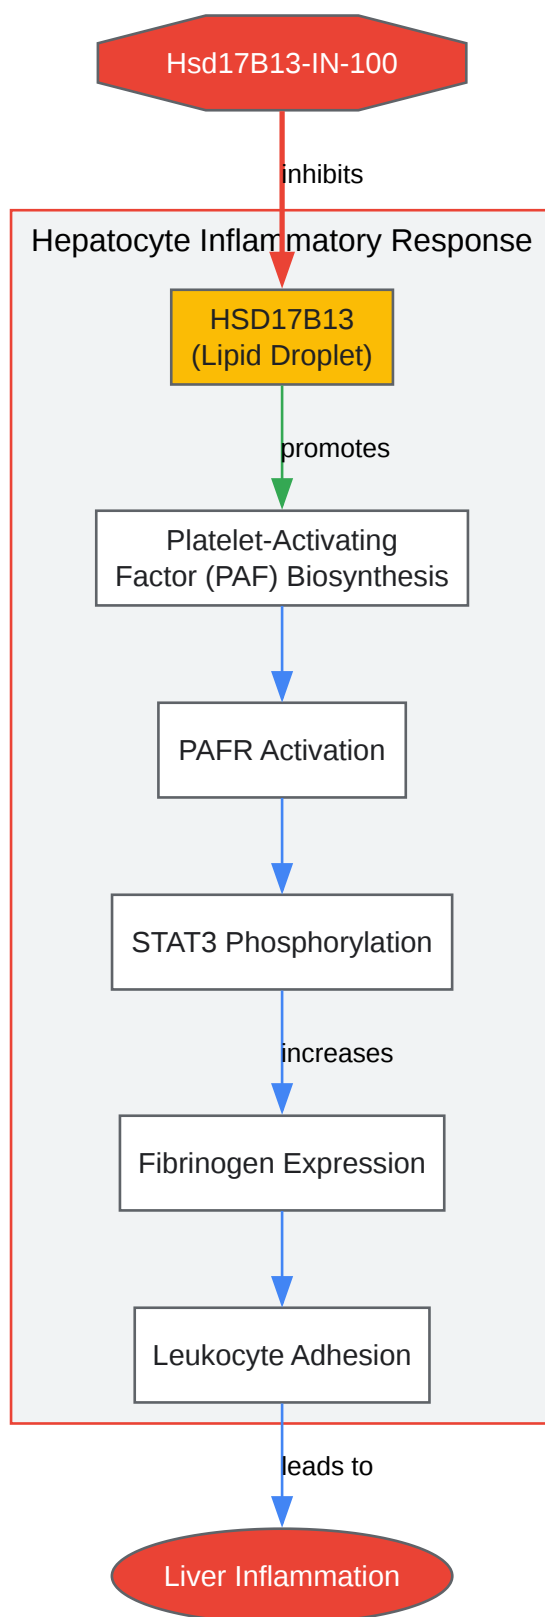 Hsd17B13-IN-100
inhibits
Hepatocyte Inflammatory Response
HSD17B13
(Lipid Droplet)
promotes
Platelet-Activating
Factor (PAF) Biosynthesis
PAFR Activation
STAT3 Phosphorylation
increases
Fibrinogen Expression
Leukocyte Adhesion
leads to
Liver Inflammation